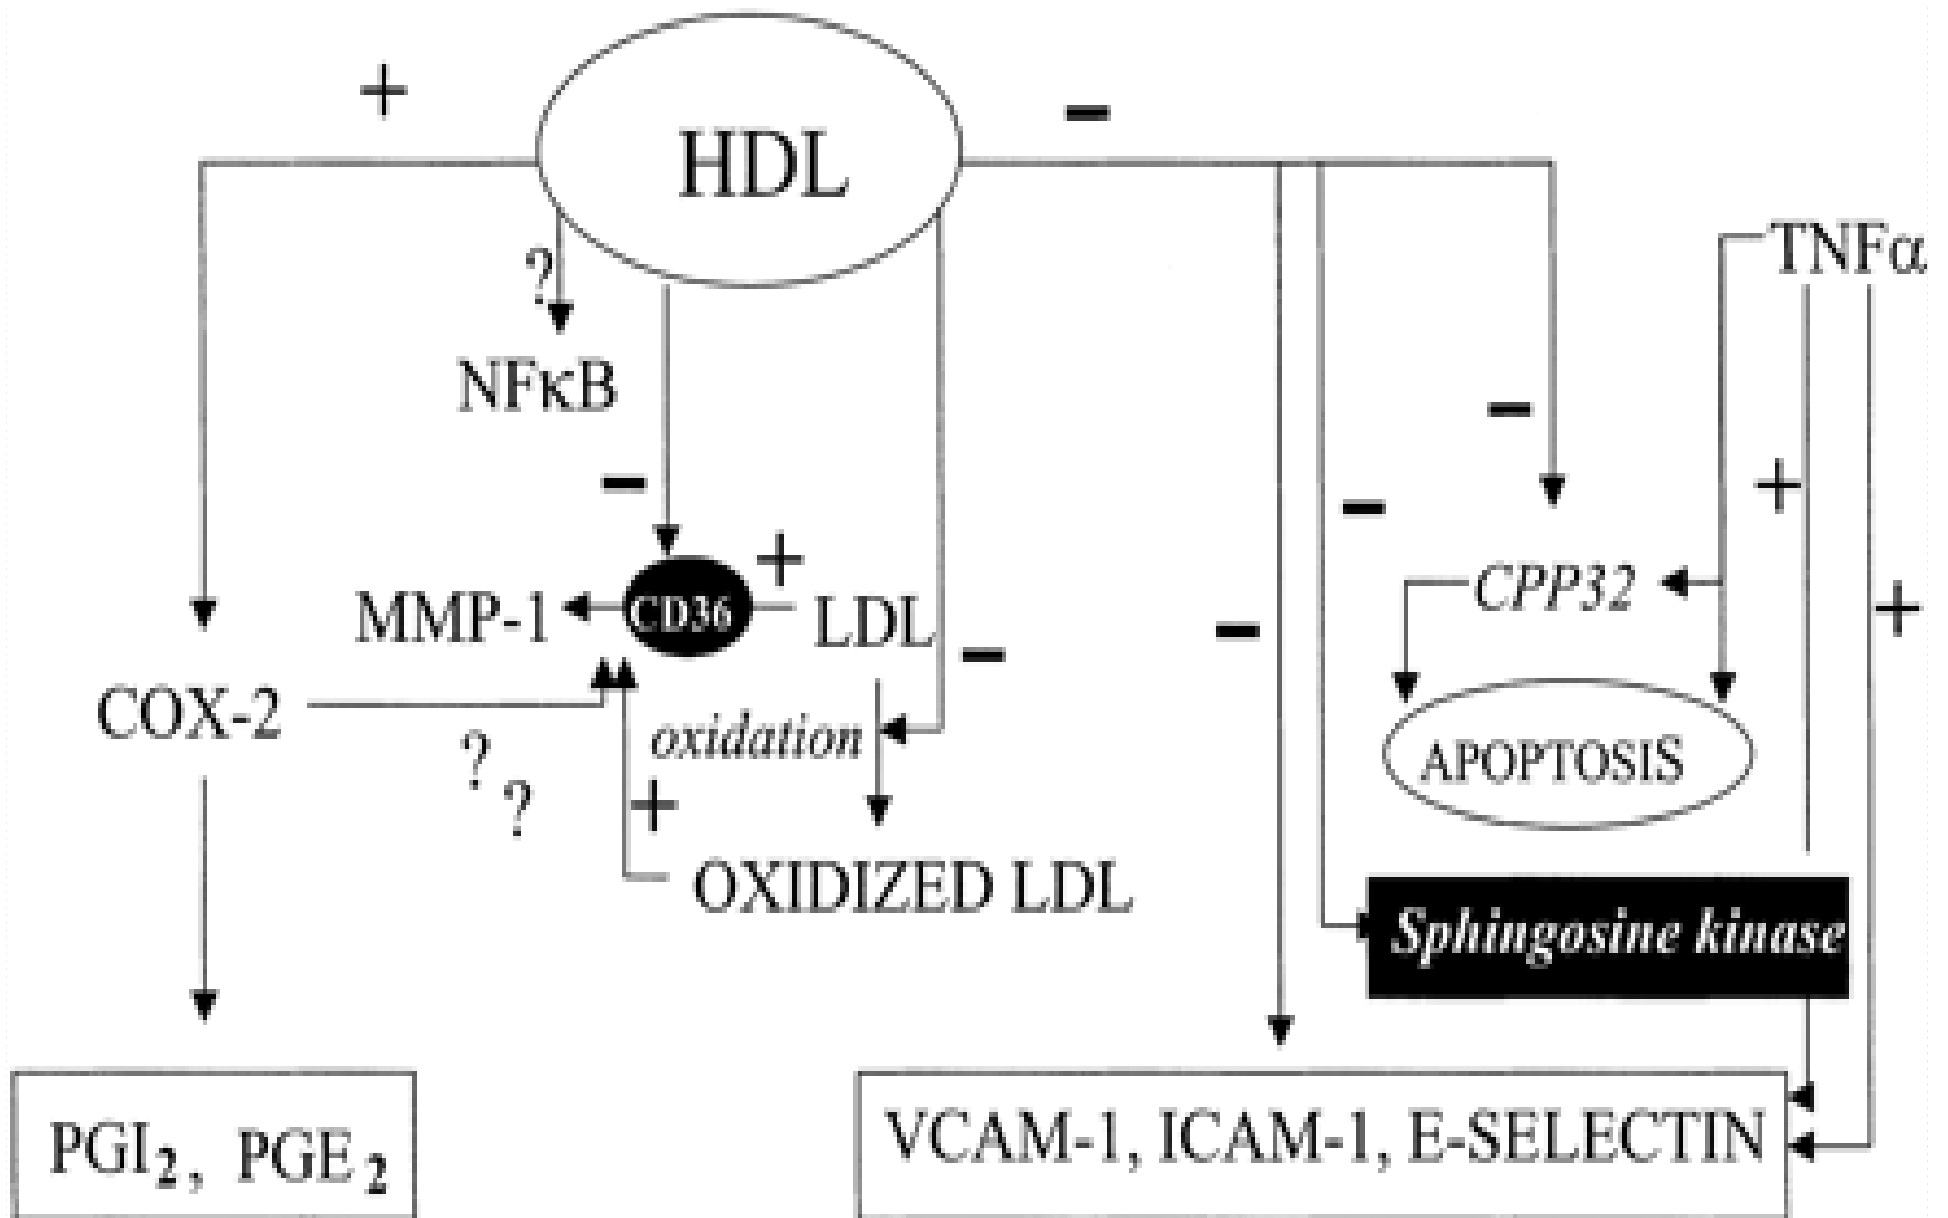 +
HDL
−
TNFα
?
NFκB
−
−
+
−
+
MMP-1
CD36
LDL
−
−
CPP32
+
COX-2
?
?
oxidation
+
APOPTOSIS
OXIDIZED LDL
Sphingosine kinase
PGI₂, PGE₂
VCAM-1, ICAM-1, E-SELECTIN